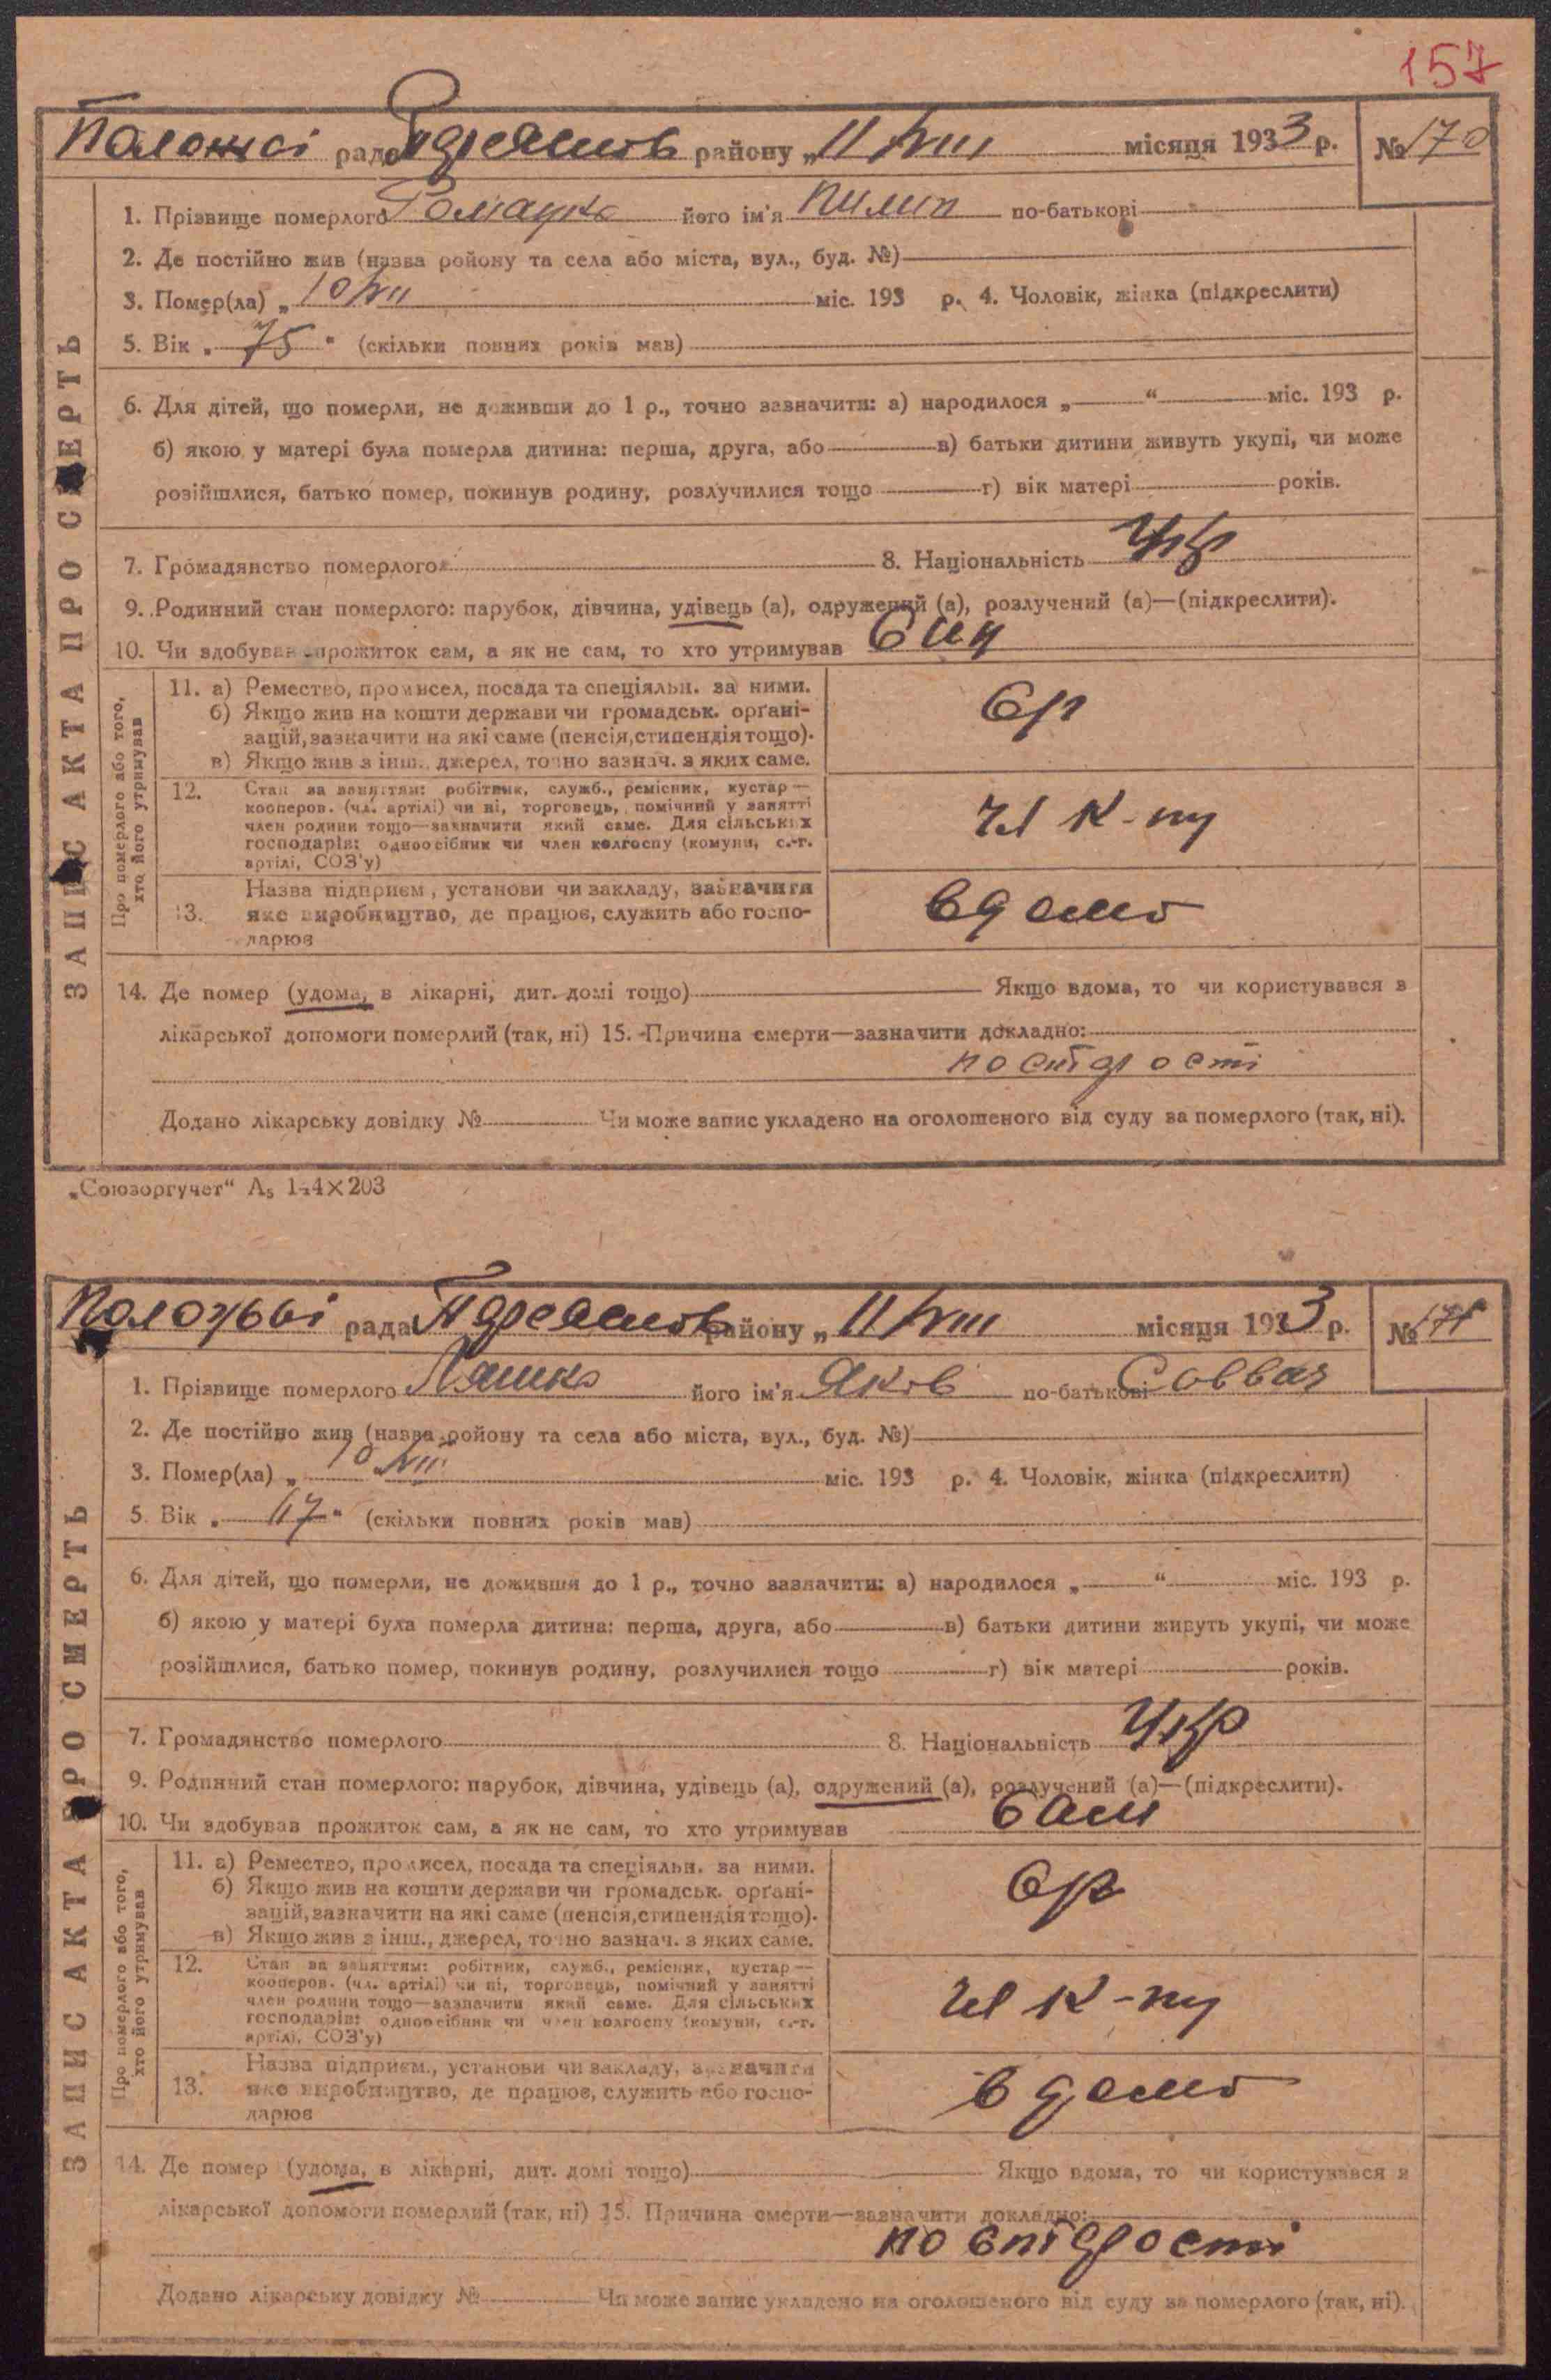 157
рада району „11 VIII місяця 1933 р. № 170
1. Прізвище померлого його ім'я Пилип по-батькові
2. Де постійно жив (назва ройону та села або міста, вул., буд. №)
3. Помер(ла) „ 10 VII міс. 193 р. 4. Чоловік, жінка (підкреслити)
5. Вік „ 75 " (скільки повних років мав)
6. Для дітей, що померли, не доживши до 1 р., точно зазначити: а) народилося „ “ міс. 193 р.
б) якою у матері була померла дитина: перша, друга, або в) батьки дитини живуть укупі, чи може
розійшлися, батько помер, покинув родину, розлучилися тощо г) вік матері років.
7. Громадянство померлого 8. Національність Укр
9. Родинний стан померлого: парубок, дівчина, удівець (а), одружений (а), розлучений (а)—(підкреслити).
10. Чи здобував прожиток сам, а як не сам, то хто утримував син
11. а) Ремество, промисел, посада та спеціяльн. за ними.
б) Якщо жив на кошти держави чи громадськ. орґані-
зацій, зазначити на які саме (пенсія, стипендія тощо).
в) Якщо жив з інш., джерел, точно зазнач. з яких саме.
12. Стан за заняттям: робітник, служб., ремісник, кустар—
кооперов. (чл. артілі) чи ні, торговець, помічний у занятті
член родини тощо—зазначити який саме. Для сільських
господарів: одноосібник чи член колгоспу (комуни, с.-г.
артілі, СОЗ'у)
чл к-пу
13. Назва підприєм., установи чи закладу, зазначити
яке виробництво, де працює, служить або госпо-
дарює
вдома
14. Де помер (удома, в лікарні, дит. домі тощо) Якщо вдома, то чи користувався з
лікарської допомоги померлий (так, ні) 15. Причина смерти—зазначити докладно:
по старості
Додано лікарську довідку № Чи може запис укладено на оголошеного від суду за померлого (так, ні).
ЗАПИС АКТА ПРО СМЕРТЬ
Про померлого або того,
хто його утримував
„Союзоргучет“ А₅ 144×203
рада району „11 VIII місяця 1933 р. № 171
1. Прізвище померлого Ляшко його ім'я Яків по-батькові Саввач
2. Де постійно жив (назва ройону та села або міста, вул., буд. №)
3. Помер(ла) „ 10 VII міс. 193 р. 4. Чоловік, жінка (підкреслити)
5. Вік „ " (скільки повних років мав)
6. Для дітей, що померли, не доживши до 1 р., точно зазначити: а) народилося „ “ міс. 193 р.
б) якою у матері була померла дитина: перша, друга, або в) батьки дитини живуть укупі, чи може
розійшлися, батько помер, покинув родину, розлучилися тощо г) вік матері років.
7. Громадянство померлого 8. Національність Укр
9. Родинний стан померлого: парубок, дівчина, удівець (а), одружений (а), розлучений (а)—(підкреслити).
10. Чи здобував прожиток сам, а як не сам, то хто утримував сам
11. а) Ремество, промисел, посада та спеціяльн. за ними.
б) Якщо жив на кошти держави чи громадськ. орґані-
зацій, зазначити на які саме (пенсія, стипендія тощо).
в) Якщо жив з інш., джерел, точно зазнач. з яких саме.
12. Стан за заняттям: робітник, служб., ремісник, кустар—
кооперов. (чл. артілі) чи ні, торговець, помічний у занятті
член родини тощо—зазначити який саме. Для сільських
господарів: одноосібник чи член колгоспу (комуни, с.-г.
артілі, СОЗ'у)
чл к-пу
13. Назва підприєм., установи чи закладу, зазначити
яке виробництво, де працює, служить або госпо-
дарює
вдома
14. Де помер (удома, в лікарні, дит. домі тощо) Якщо вдома, то чи користувався з
лікарської допомоги померлий (так, ні) 15. Причина смерти—зазначити докладно:
по старості
Додано лікарську довідку № Чи може запис укладено на оголошеного від суду за померлого (так, ні).
ЗАПИС АКТА ПРО СМЕРТЬ
Про померлого або того,
хто його утримував